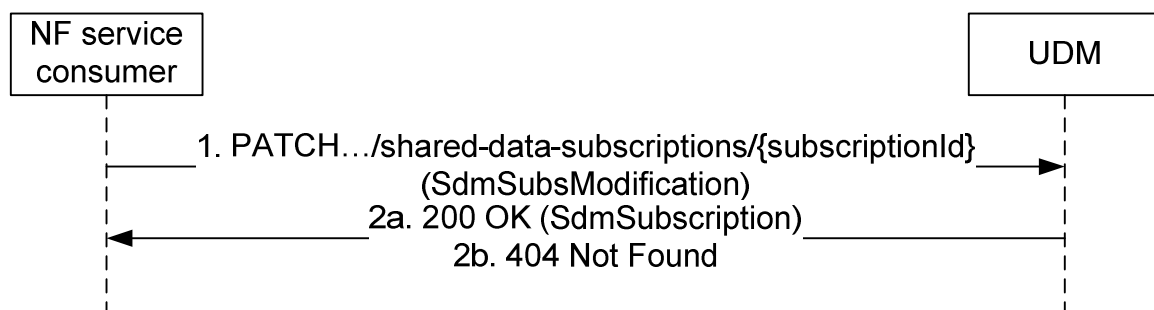 NF service
consumer
UDM
1. PATCH…/shared-data-subscriptions/{subscriptionId}
(SdmSubsModification)
2a. 200 OK (SdmSubscription)
2b. 404 Not Found